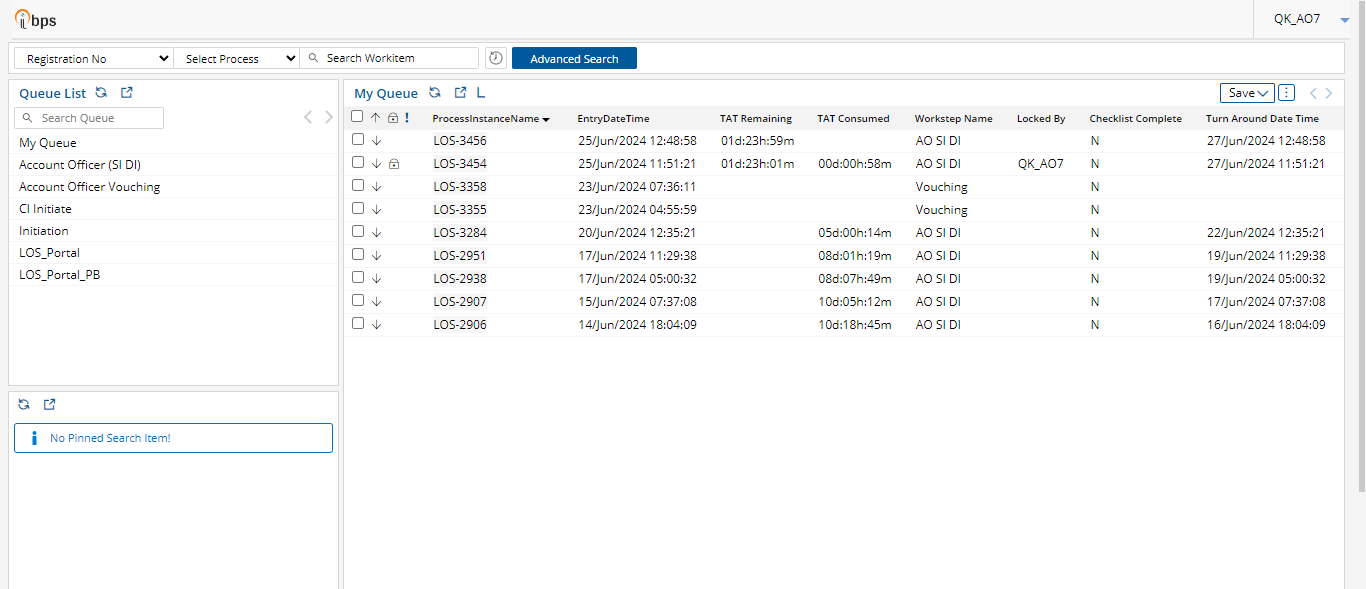 ibps
QK_AO7
Registration No Select Process Search Workitem Advanced Search
Queue List
Search Queue
My Queue
Account Officer (SI DI)
Account Officer Vouching
CI Initiate
Initiation
LOS_Portal
LOS_Portal_PB
No Pinned Search Item!
My Queue L Save
ProcessInstanceName EntryDateTime TAT Remaining TAT Consumed Workstep Name Locked By Checklist Complete Turn Around Date Time
LOS-3456 25/Jun/2024 12:48:58 01d:23h:59m AO SI DI N 27/Jun/2024 12:48:58
LOS-3454 25/Jun/2024 11:51:21 01d:23h:01m 00d:00h:58m AO SI DI QK_AO7 N 27/Jun/2024 11:51:21
LOS-3358 23/Jun/2024 07:36:11 Vouching N
LOS-3355 23/Jun/2024 04:55:59 Vouching N
LOS-3284 20/Jun/2024 12:35:21 05d:00h:14m AO SI DI N 22/Jun/2024 12:35:21
LOS-2951 17/Jun/2024 11:29:38 08d:01h:19m AO SI DI N 19/Jun/2024 11:29:38
LOS-2938 17/Jun/2024 05:00:32 08d:07h:49m AO SI DI N 19/Jun/2024 05:00:32
LOS-2907 15/Jun/2024 07:37:08 10d:05h:12m AO SI DI N 17/Jun/2024 07:37:08
LOS-2906 14/Jun/2024 18:04:09 10d:18h:45m AO SI DI N 16/Jun/2024 18:04:09